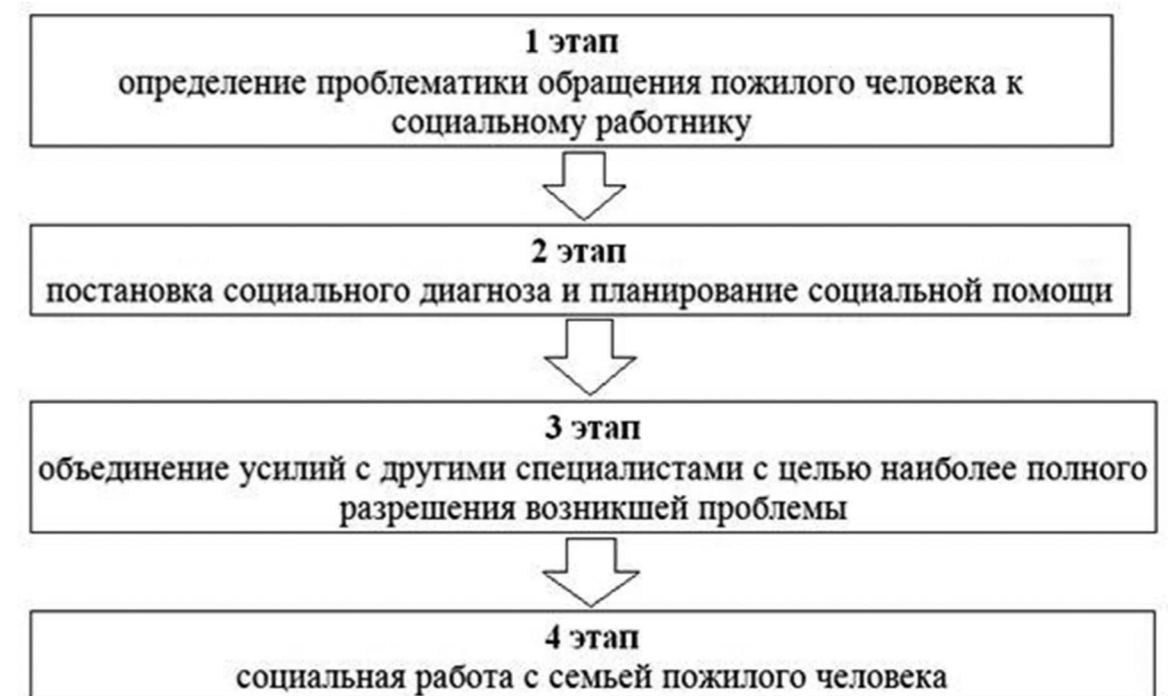 1 этап
определение проблематики обращения пожилого человека к
социальному работнику
2 этап
постановка социального диагноза и планирование социальной помощи
3 этап
объединение усилий с другими специалистами с целью наиболее полного
разрешения возникшей проблемы
4 этап
социальная работа с семьей пожилого человека